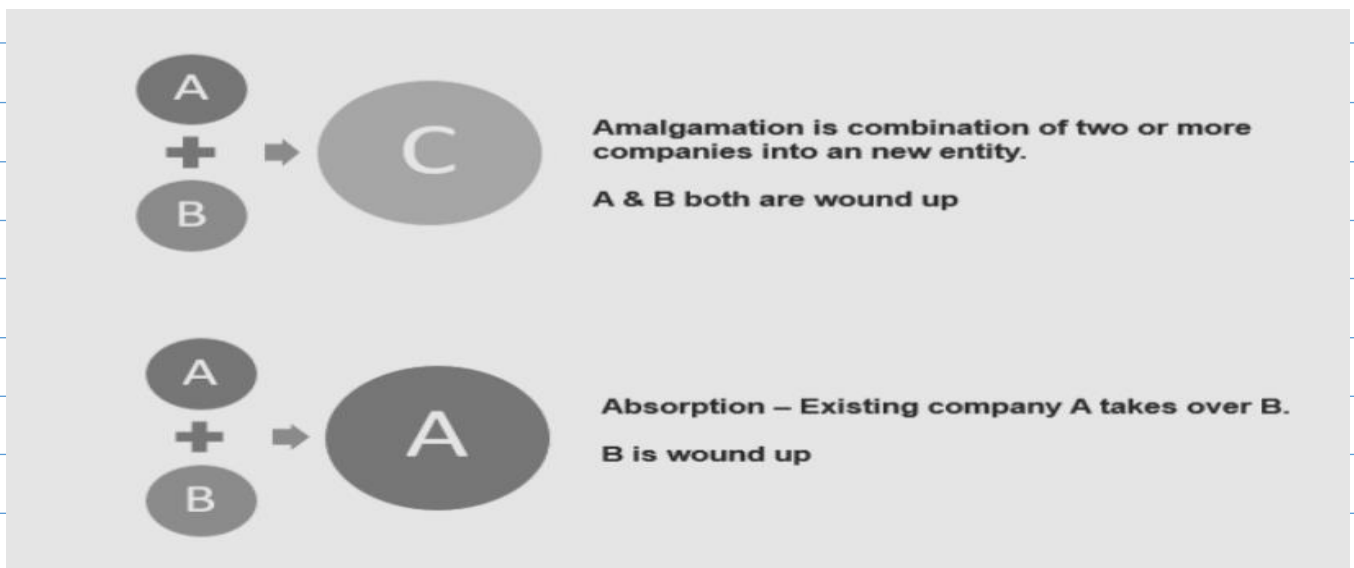 A
B
C
Amalgamation is combination of two or more
companies into an new entity.
A & B both are wound up
A
B
A
Absorption – Existing company A takes over B.
B is wound up